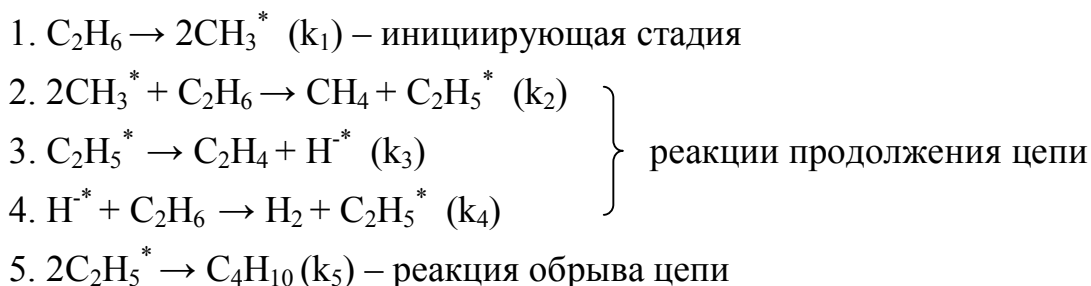 1. C₂H₆ → 2CH₃* (k₁) – инициирующая стадия
2. 2CH₃* + C₂H₆ → CH₄ + C₂H₅* (k₂)
3. C₂H₅* → C₂H₄ + H⁻* (k₃)
реакции продолжения цепи
4. H⁻* + C₂H₆ → H₂ + C₂H₅* (k₄)
5. 2C₂H₅* → C₄H₁₀ (k₅) – реакция обрыва цепи